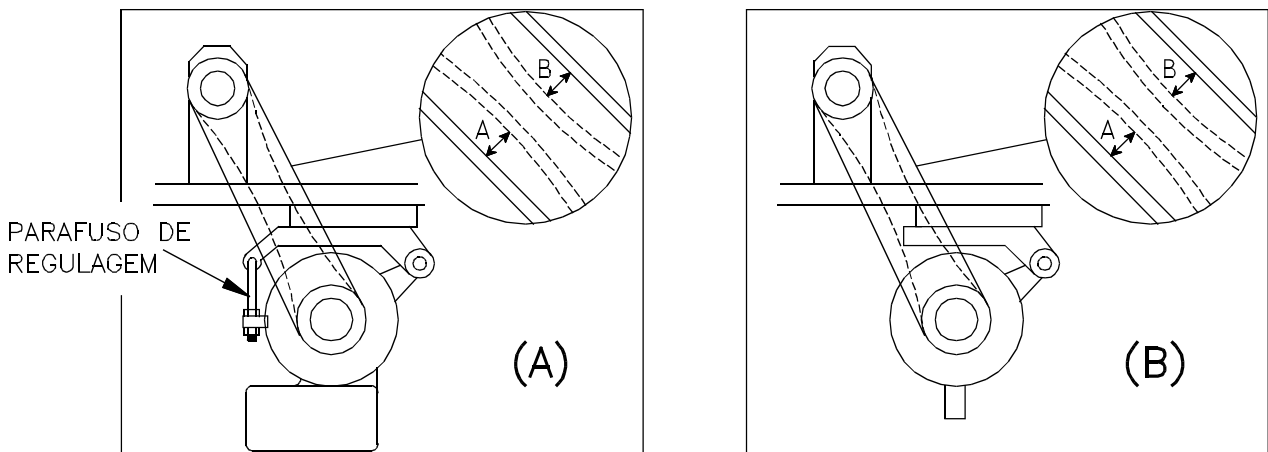 B
A
PARAFUSO DE
REGULAGEM
(A)
B
A
(B)